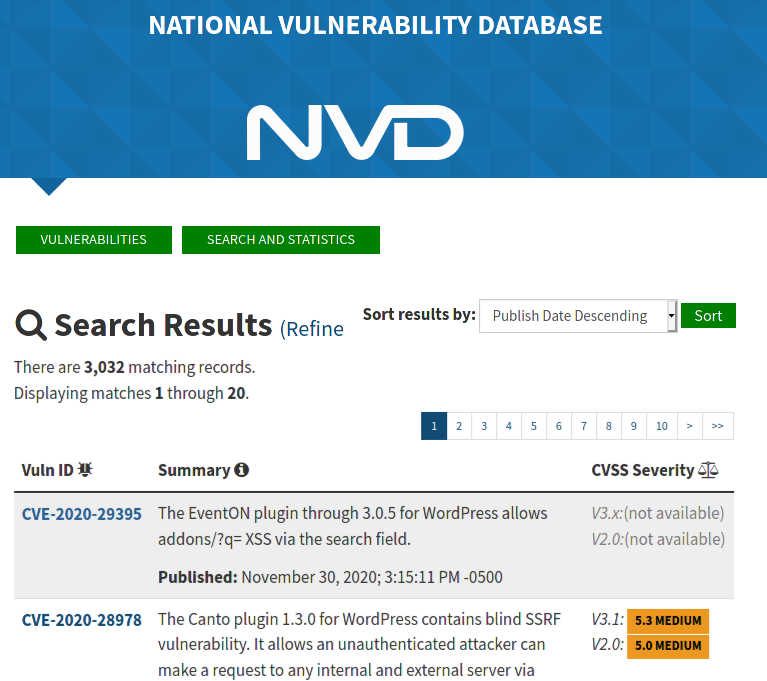 NATIONAL VULNERABILITY DATABASE
NVD
VULNERABILITIES SEARCH AND STATISTICS
Search Results (Refine Sort results by: Publish Date Descending Sort
There are 3,032 matching records.
Displaying matches 1 through 20.
1 2 3 4 5 6 7 8 9 10 > >>
Vuln ID Summary CVSS Severity
CVE-2020-29395 The EventON plugin through 3.0.5 for WordPress allows V3.x:(not available)
addons/?q= XSS via the search field. V2.0:(not available)
Published: November 30, 2020; 3:15:11 PM -0500
CVE-2020-28978 The Canto plugin 1.3.0 for WordPress contains blind SSRF V3.1: 5.3 MEDIUM
vulnerability. It allows an unauthenticated attacker can V2.0: 5.0 MEDIUM
make a request to any internal and external server via